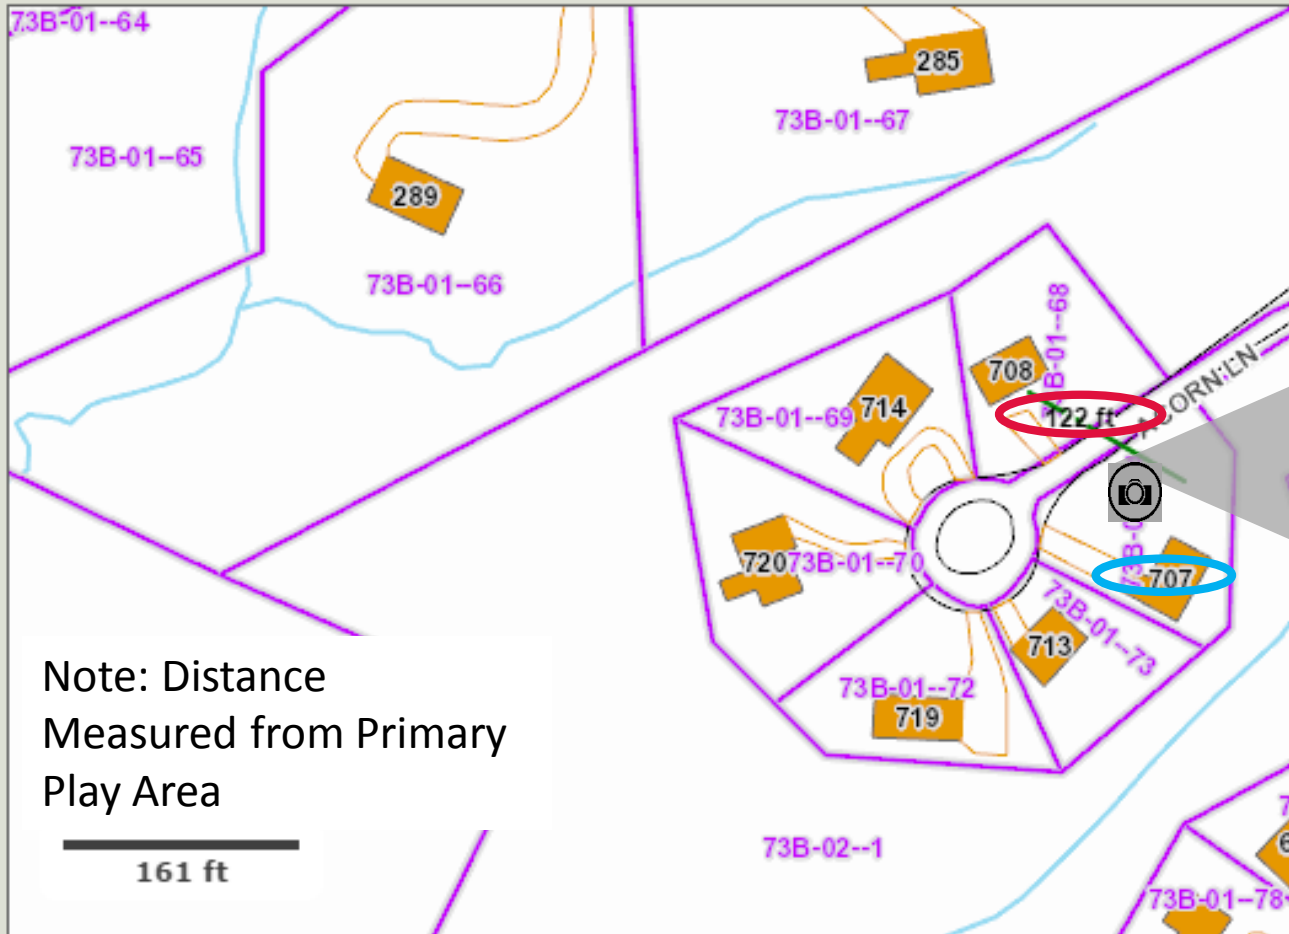 73B-01--64
285
73B-01--67
73B-01--65
289
73B-01--66
73B-01--68
708
714
73B-01--69
122 ft
ACORN LN
720
73B-01--70
707
73B-01--73
713
73B-01--72
719
Note: Distance
Measured from Primary
Play Area
161 ft
73B-02--1
73B-01--78